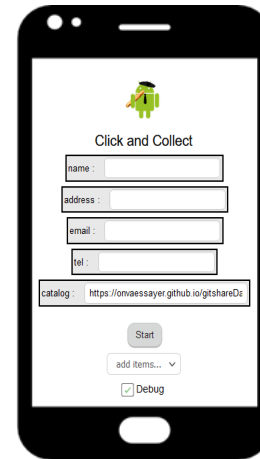 Click and Collect
name :
address :
email :
tel :
catalog : https://onvaessayer.github.io/gitshareDa
Start
add items...
Debug